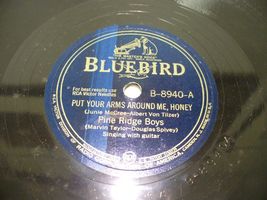 BLUEBIRD
For best results use
RCA Victor Needles
B-8940-A
PUT YOUR ARMS AROUND ME, HONEY
(Junie McCree-Albert Von Tilzer)
Pine Ridge Boys
(Marvin Taylor-Douglas Spivey)
Singing with guitar